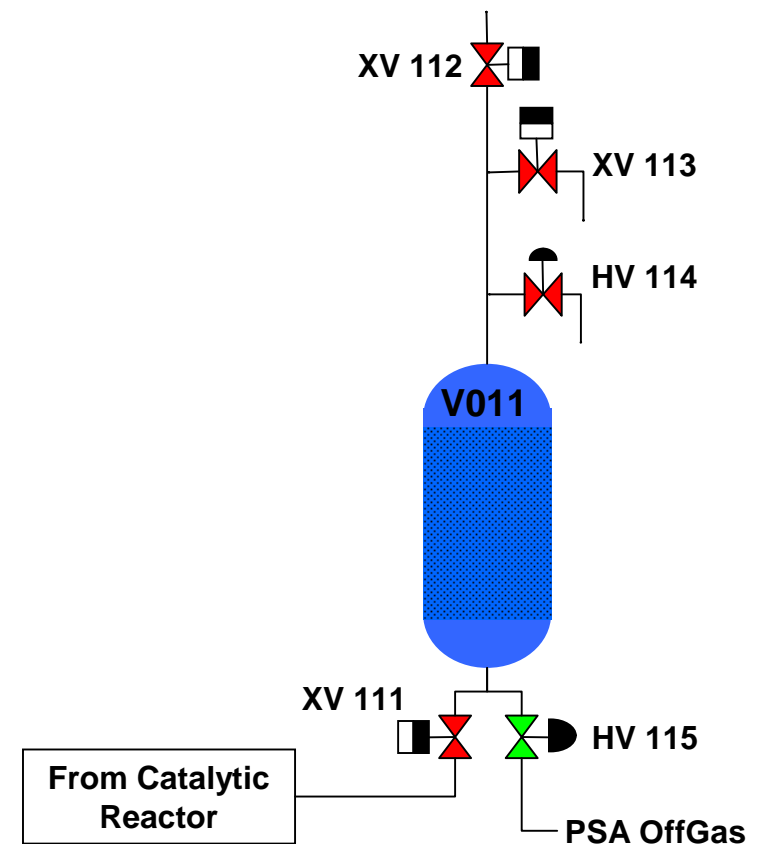 XV 112
XV 113
HV 114
V011
XV 111
HV 115
From Catalytic
Reactor
PSA OffGas